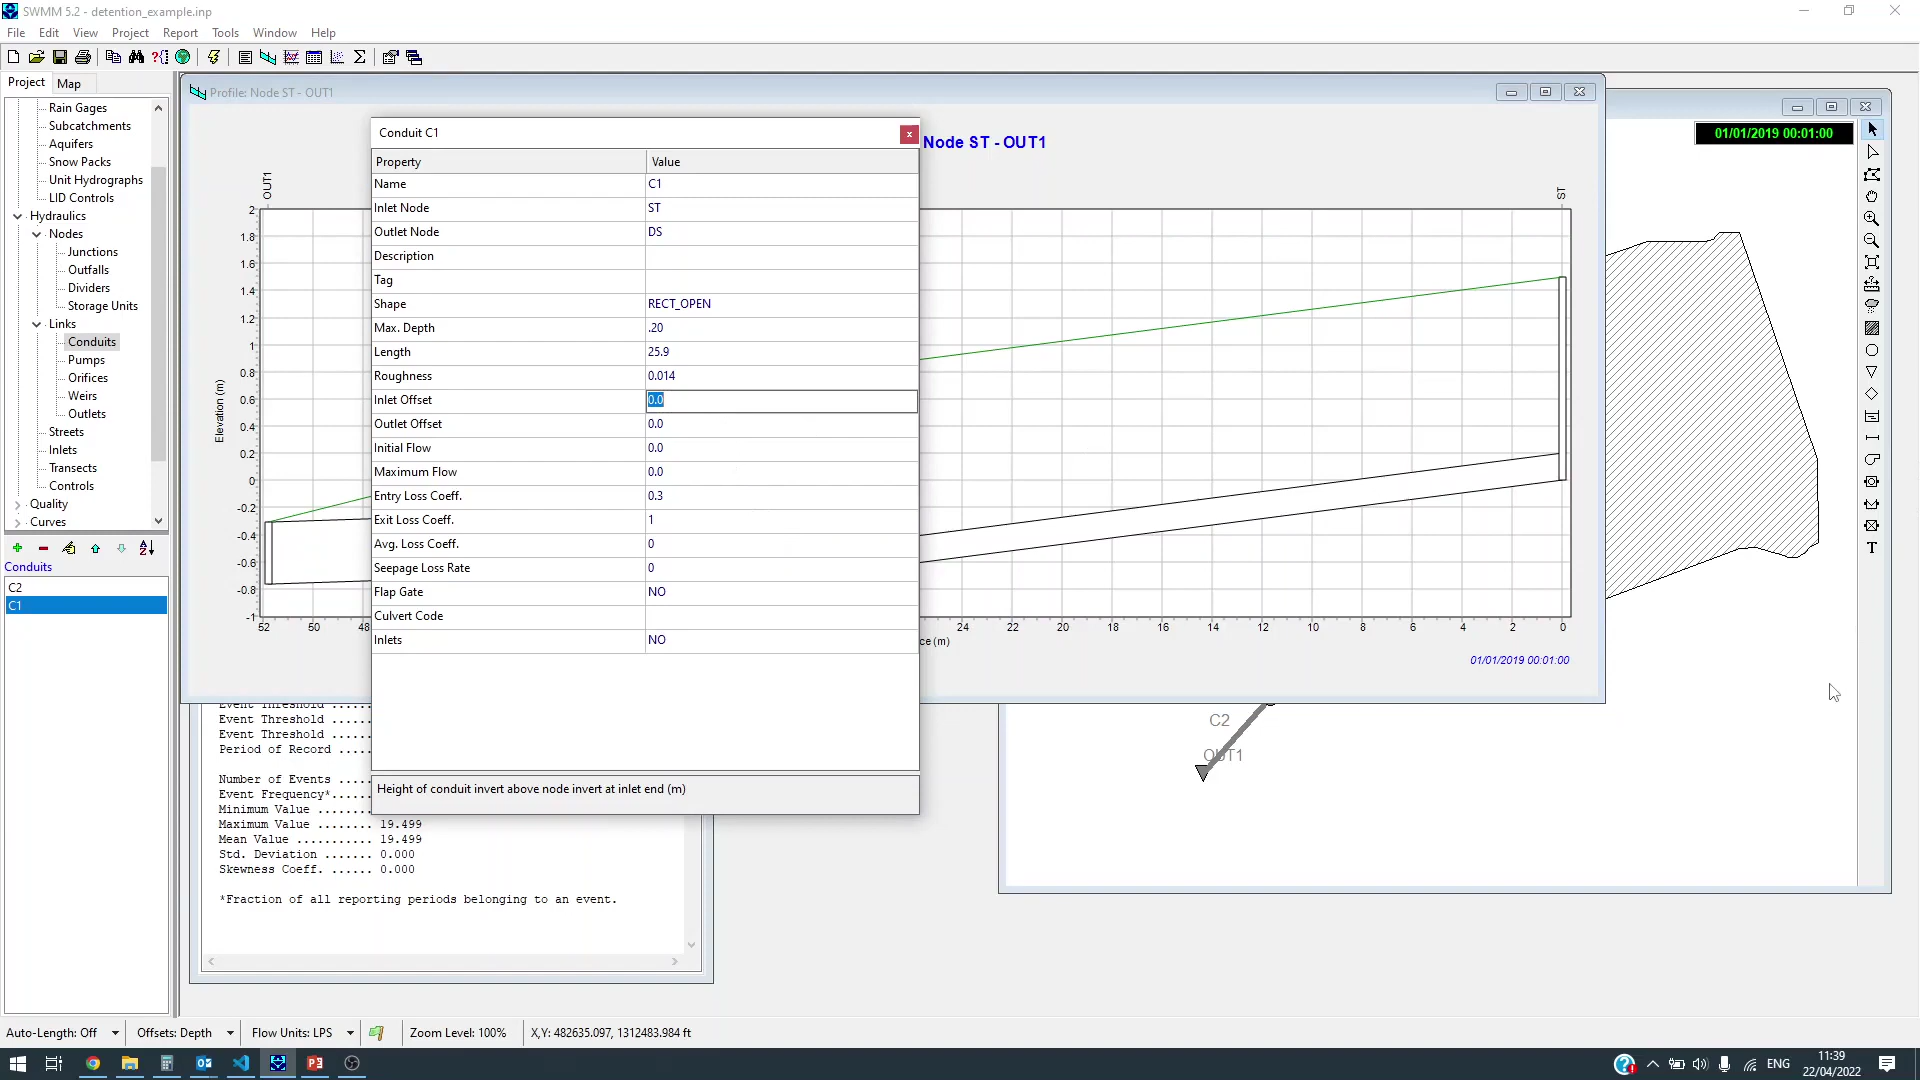 SWMM 5.2 - detention_example.inp
File Edit View Project Report Tools Window Help
Project Map
Rain Gages
Subcatchments
Aquifers
Snow Packs
Unit Hydrographs
LID Controls
Hydraulics
Nodes
Junctions
Outfalls
Dividers
Storage Units
Links
Conduits
Pumps
Orifices
Weirs
Outlets
Streets
Inlets
Transects
Controls
Quality
Curves
Conduits
C2
C1
Profile: Node ST - OUT1
Node ST - OUT1
OUT1
ST
Elevation (m)
2
1.8
1.6
1.4
1.2
1
0.8
0.6
0.4
0.2
0
-0.2
-0.4
-0.6
-0.8
-1
52 50 48 24 22 20 18 16 14 12 10 8 6 4 2 0
ce (m)
01/01/2019 00:01:00
Conduit C1
Property Value
Name C1
Inlet Node ST
Outlet Node DS
Description
Tag
Shape RECT_OPEN
Max. Depth .20
Length 25.9
Roughness 0.014
Inlet Offset 0.0
Outlet Offset 0.0
Initial Flow 0.0
Maximum Flow 0.0
Entry Loss Coeff. 0.3
Exit Loss Coeff. 1
Avg. Loss Coeff. 0
Seepage Loss Rate 0
Flap Gate NO
Culvert Code
Inlets NO
Height of conduit invert above node invert at inlet end (m)
01/01/2019 00:01:00
C2
OUT1
Event Threshold ......
Event Threshold ......
Event Threshold ......
Period of Record .....
Number of Events .....
Event Frequency*......
Minimum Value ........
Maximum Value ........ 19.499
Mean Value ........... 19.499
Std. Deviation ....... 0.000
Skewness Coeff. ...... 0.000
*Fraction of all reporting periods belonging to an event.
Auto-Length: Off Offsets: Depth Flow Units: LPS Zoom Level: 100% X,Y: 482635.097, 1312483.984 ft
ENG
11:39
22/04/2022